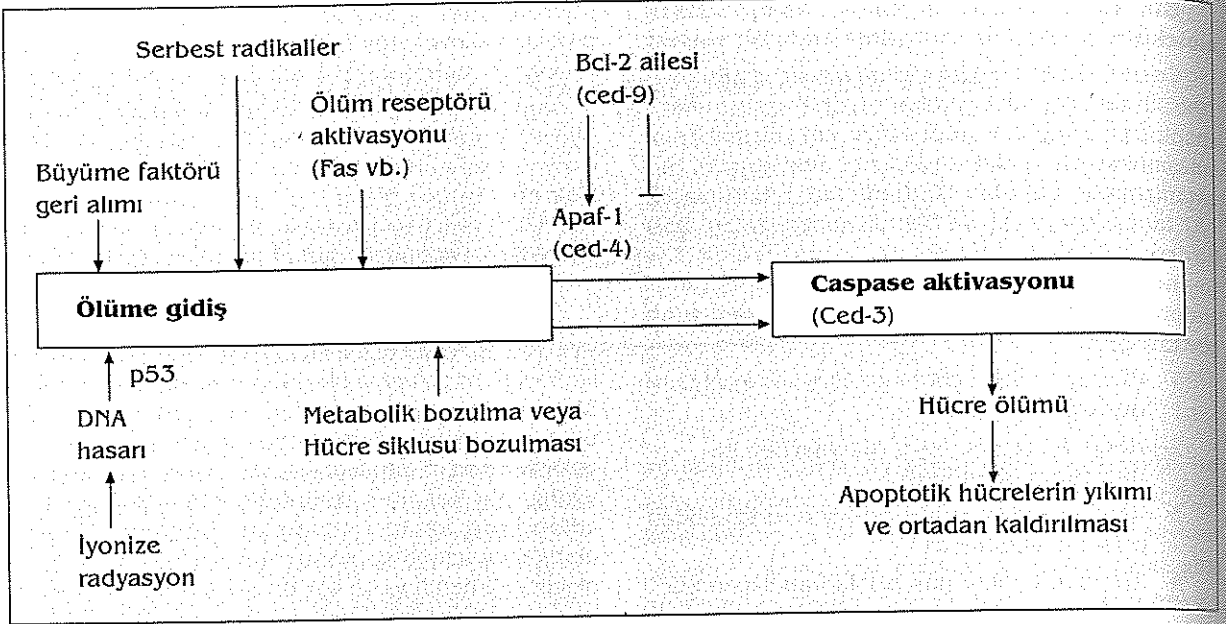 Serbest radikaller
Bcl-2 ailesi
(ced-9)
Ölüm reseptörü
aktivasyonu
(Fas vb.)
Büyüme faktörü
geri alımı
Apaf-1
(ced-4)
Ölüme gidiş
Caspase aktivasyonu
(Ced-3)
p53
DNA
hasarı
Metabolik bozulma veya
Hücre siklusu bozulması
Hücre ölümü
Apoptotik hücrelerin yıkımı
ve ortadan kaldırılması
İyonize
radyasyon